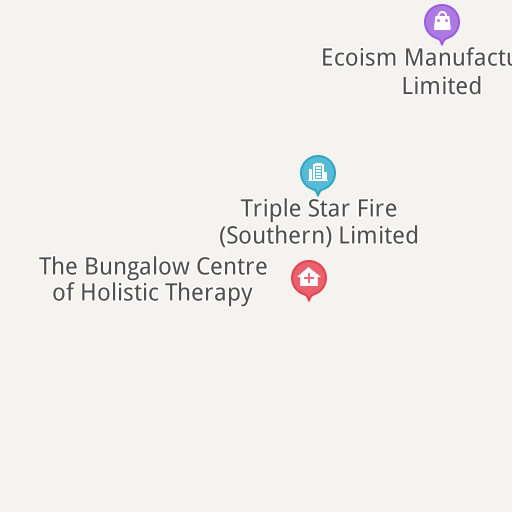 Ecoism Manufactu
Limited
Triple Star Fire
(Southern) Limited
The Bungalow Centre
of Holistic Therapy